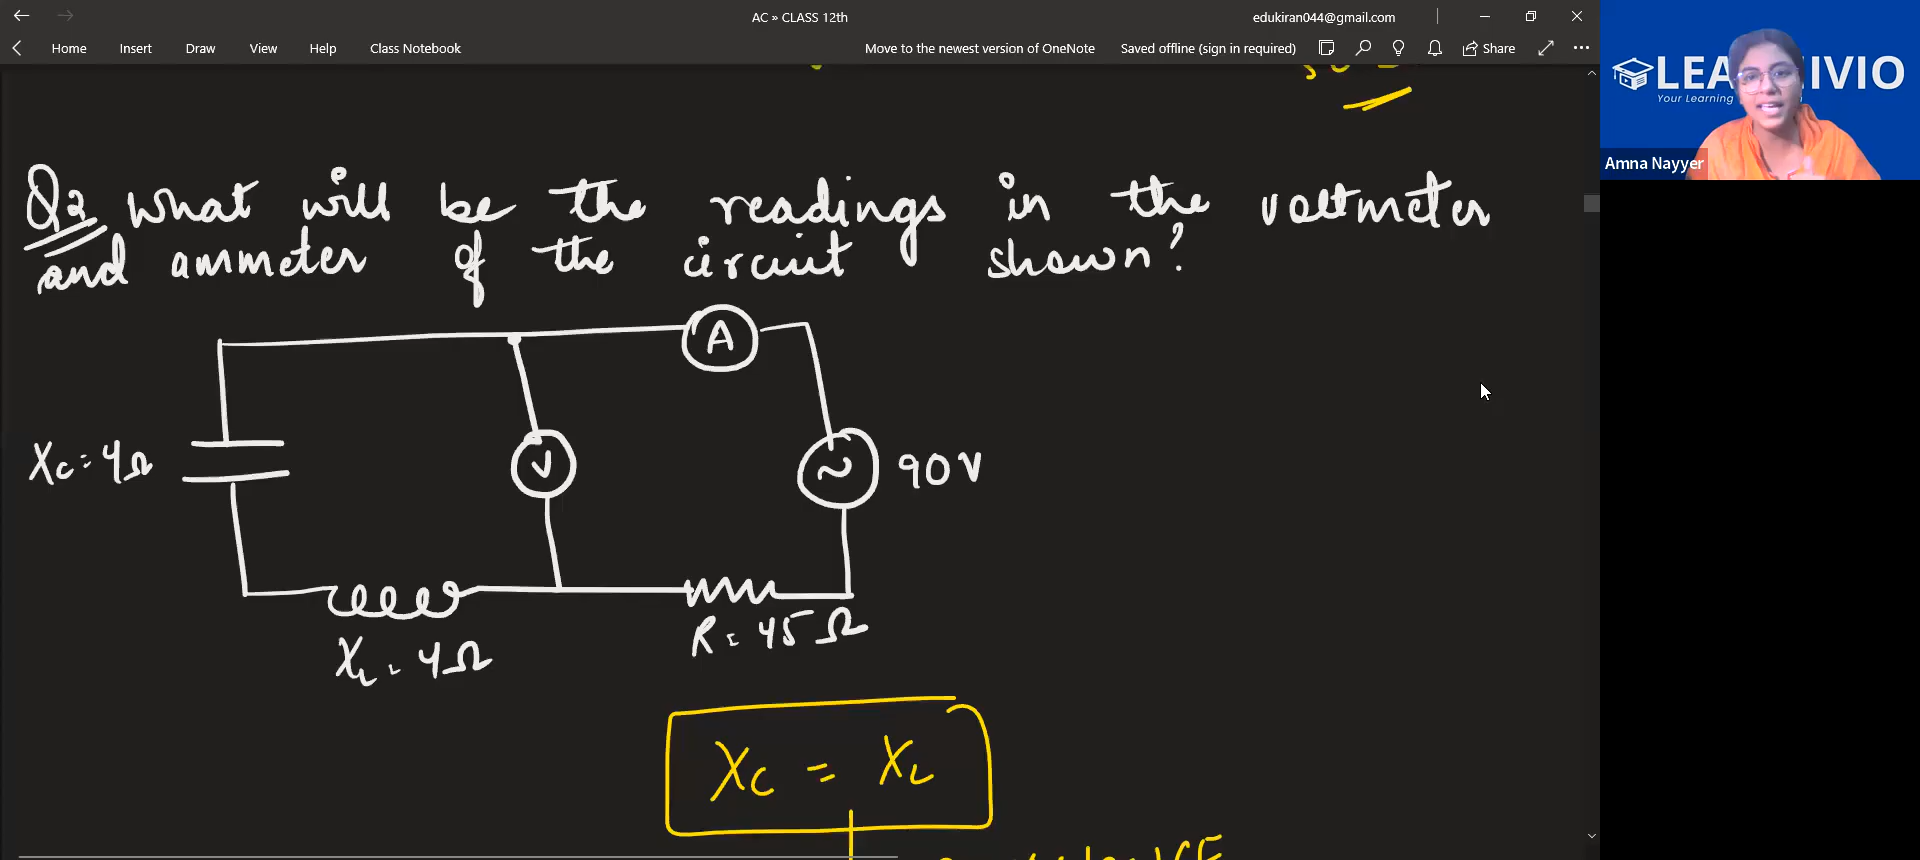 AC » CLASS 12th
edukiran044@gmail.com
Home Insert Draw View Help Class Notebook
Move to the newest version of OneNote Saved offline (sign in required) Share
Your Learning
Amna Nayyer
Q2 What will be the readings in the voltmeter
and ammeter of the circuit shown?
A
Xc = 4Ω
V
~ 90V
R = 45Ω
XL = 4Ω
Xc = XL